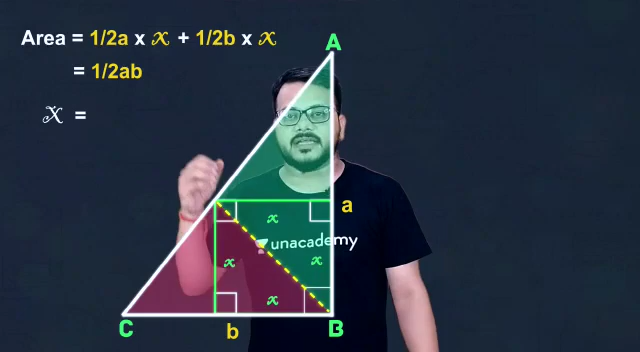 Area = 1/2a x x + 1/2b x x
= 1/2ab
x =
A
a
x
unacademy
x
x
x
C
b
B